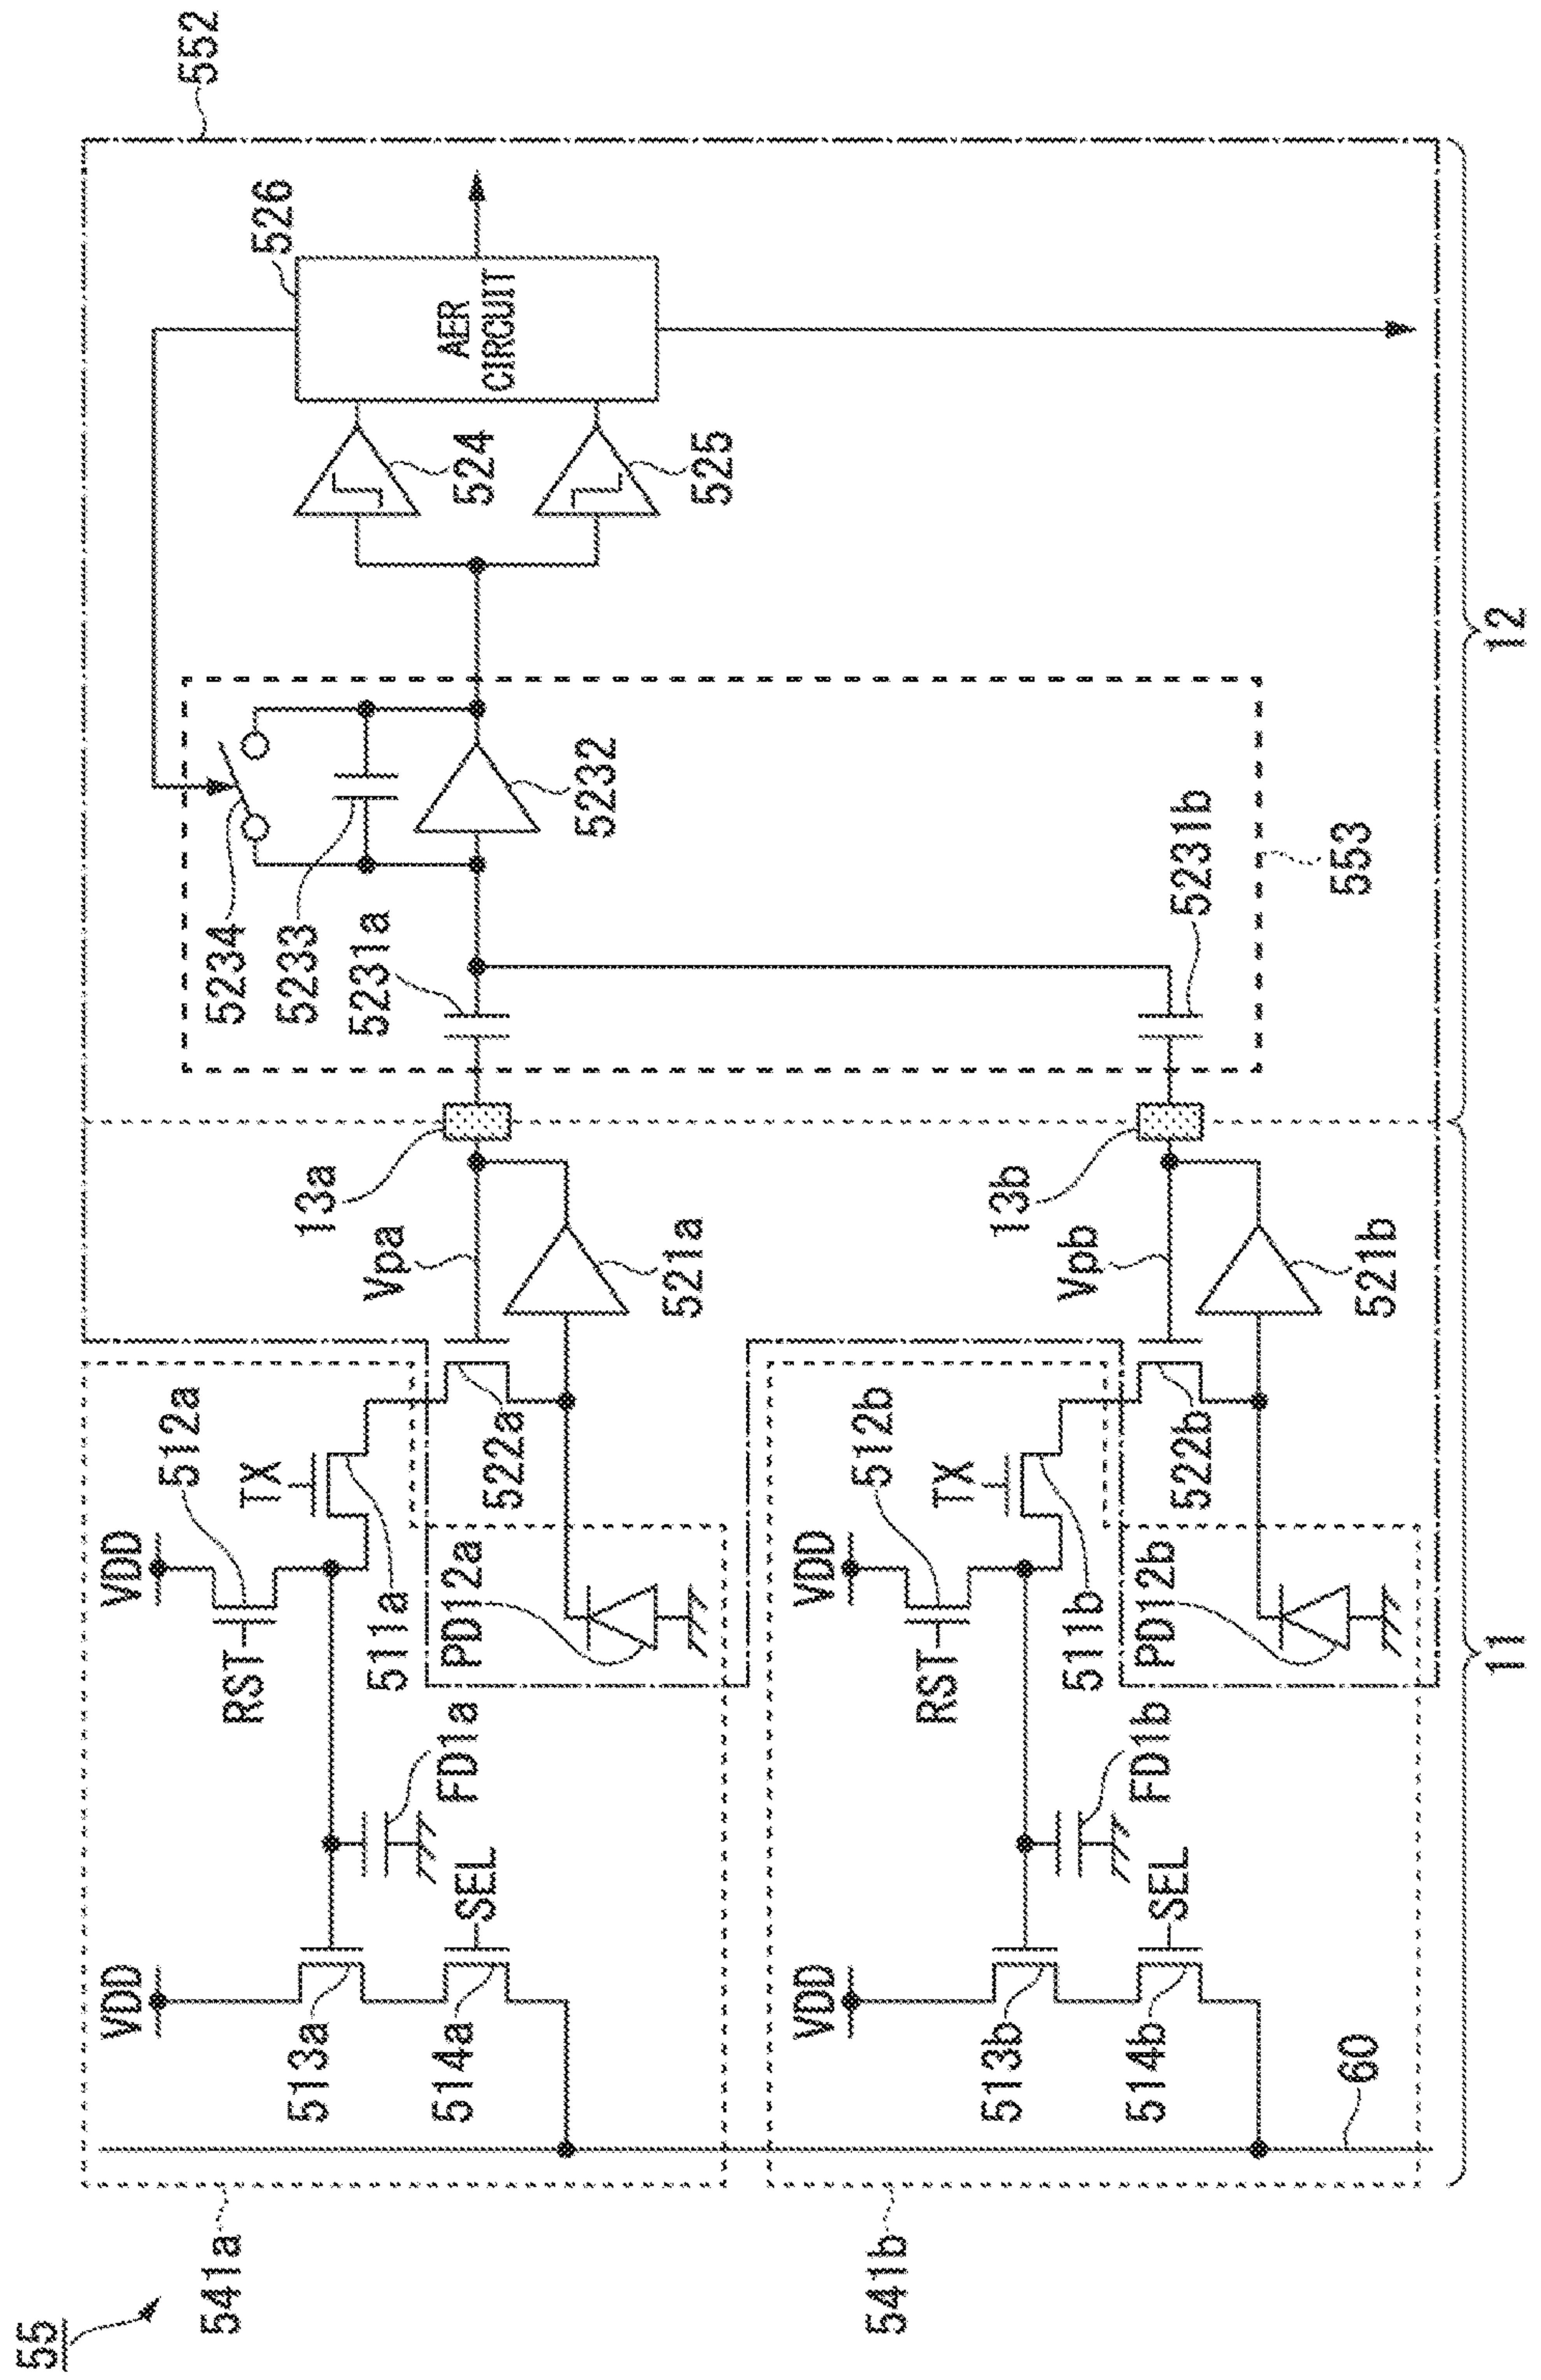 55
552
541a
VDD
VDD
RST
512a
TX
511a
FD1a
513a
514a
SEL
PD12a
522a
Vpa
521a
13a
5231a
5233
5234
5232
524
525
526
AER
CIRCUIT
541b
VDD
VDD
RST
512b
TX
511b
FD1b
513b
514b
SEL
PD12b
522b
Vpb
521b
13b
5231b
553
60
11
12